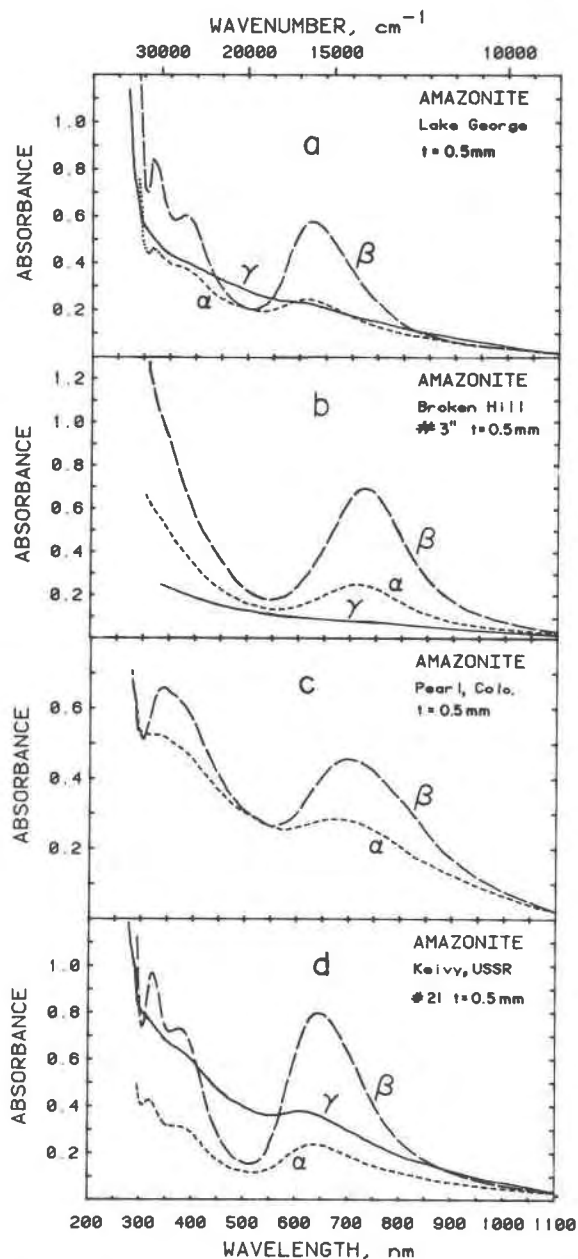 WAVENUMBER, cm⁻¹
30000 20000 15000 10000
AMAZONITE
Lake George
t = 0.5mm
a
ABSORBANCE
1.0
0.8
0.6
0.4
0.2
γ
α
β
AMAZONITE
Broken Hill
#3" t=0.5mm
b
ABSORBANCE
1.2
1.0
0.8
0.6
0.4
0.2
β
α
γ
AMAZONITE
Pearl, Colo.
t = 0.5mm
c
ABSORBANCE
0.6
0.4
0.2
β
α
AMAZONITE
Keivy, USSR
#21 t=0.5mm
d
ABSORBANCE
1.0
0.8
0.6
0.4
0.2
γ
β
α
200 300 400 500 600 700 800 900 1000 1100
WAVELENGTH, nm